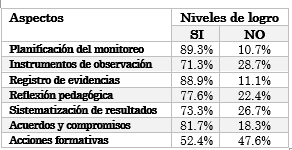 Aspectos Niveles de logro
SI NO
Planificación del monitoreo 89.3% 10.7%
Instrumentos de observación 71.3% 28.7%
Registro de evidencias 88.9% 11.1%
Reflexión pedagógica 77.6% 22.4%
Sistematización de resultados 73.3% 26.7%
Acuerdos y compromisos 81.7% 18.3%
Acciones formativas 52.4% 47.6%